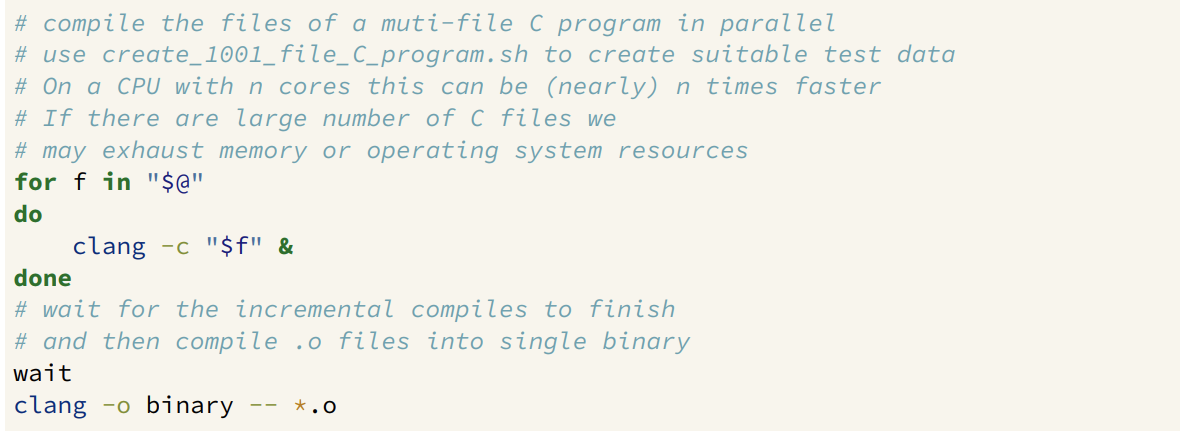 # compile the files of a muti-file C program in parallel
# use create_1001_file_C_program.sh to create suitable test data
# On a CPU with n cores this can be (nearly) n times faster
# If there are large number of C files we
# may exhaust memory or operating system resources
for f in "$@"
do
    clang -c "$f" &
done
# wait for the incremental compiles to finish
# and then compile .o files into single binary
wait
clang -o binary -- *.o